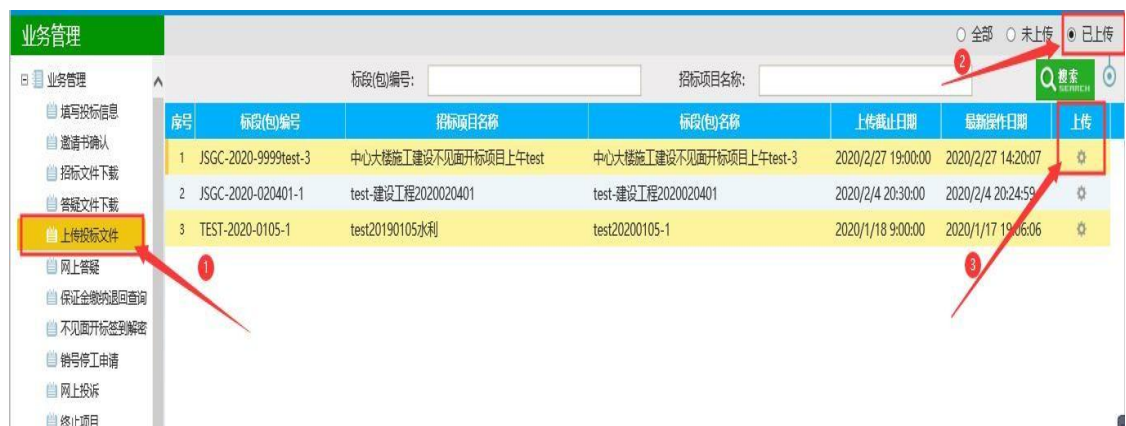 业务管理
全部 未上传 已上传
2
业务管理
标段(包)编号: 招标项目名称: 搜索 SEARCH
填写投标信息
邀请书确认
招标文件下载
答疑文件下载
上传投标文件
网上答疑
保证金缴纳退回查询
不见面开标签到解密
销号停工申请
网上投诉
终止项目
序号 标段(包)编号 招标项目名称 标段(包)名称 上传截止日期 最新操作日期 上传
1 JSGC-2020-9999test-3 中心大楼施工建设不见面开标项目上午test 中心大楼施工建设不见面开标项目上午test-3 2020/2/27 19:00:00 2020/2/27 14:20:07
2 JSGC-2020-020401-1 test-建设工程2020020401 test-建设工程2020020401 2020/2/4 20:30:00 2020/2/4 20:24:59
3 TEST-2020-0105-1 test20190105水利 test20200105-1 2020/1/18 9:00:00 2020/1/17 19:06:06
1
3